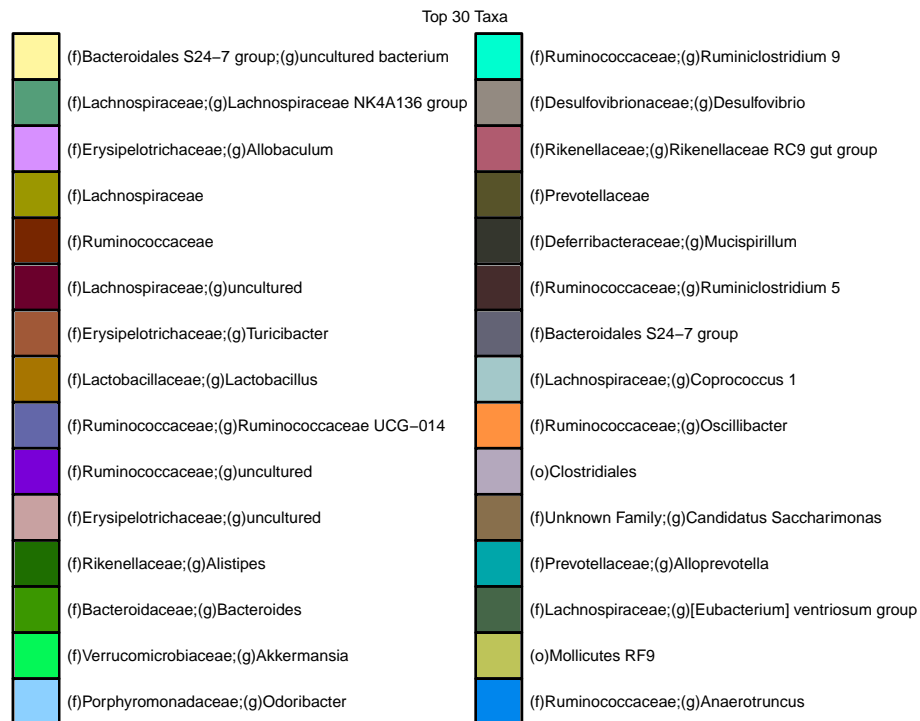 Top 30 Taxa
(f)Bacteroidales S24−7 group;(g)uncultured bacterium
(f)Lachnospiraceae;(g)Lachnospiraceae NK4A136 group
(f)Erysipelotrichaceae;(g)Allobaculum
(f)Lachnospiraceae
(f)Ruminococcaceae
(f)Lachnospiraceae;(g)uncultured
(f)Erysipelotrichaceae;(g)Turicibacter
(f)Lactobacillaceae;(g)Lactobacillus
(f)Ruminococcaceae;(g)Ruminococcaceae UCG−014
(f)Ruminococcaceae;(g)uncultured
(f)Erysipelotrichaceae;(g)uncultured
(f)Rikenellaceae;(g)Alistipes
(f)Bacteroidaceae;(g)Bacteroides
(f)Verrucomicrobiaceae;(g)Akkermansia
(f)Porphyromonadaceae;(g)Odoribacter
(f)Ruminococcaceae;(g)Ruminiclostridium 9
(f)Desulfovibrionaceae;(g)Desulfovibrio
(f)Rikenellaceae;(g)Rikenellaceae RC9 gut group
(f)Prevotellaceae
(f)Deferribacteraceae;(g)Mucispirillum
(f)Ruminococcaceae;(g)Ruminiclostridium 5
(f)Bacteroidales S24−7 group
(f)Lachnospiraceae;(g)Coprococcus 1
(f)Ruminococcaceae;(g)Oscillibacter
(o)Clostridiales
(f)Unknown Family;(g)Candidatus Saccharimonas
(f)Prevotellaceae;(g)Alloprevotella
(f)Lachnospiraceae;(g)[Eubacterium] ventriosum group
(o)Mollicutes RF9
(f)Ruminococcaceae;(g)Anaerotruncus